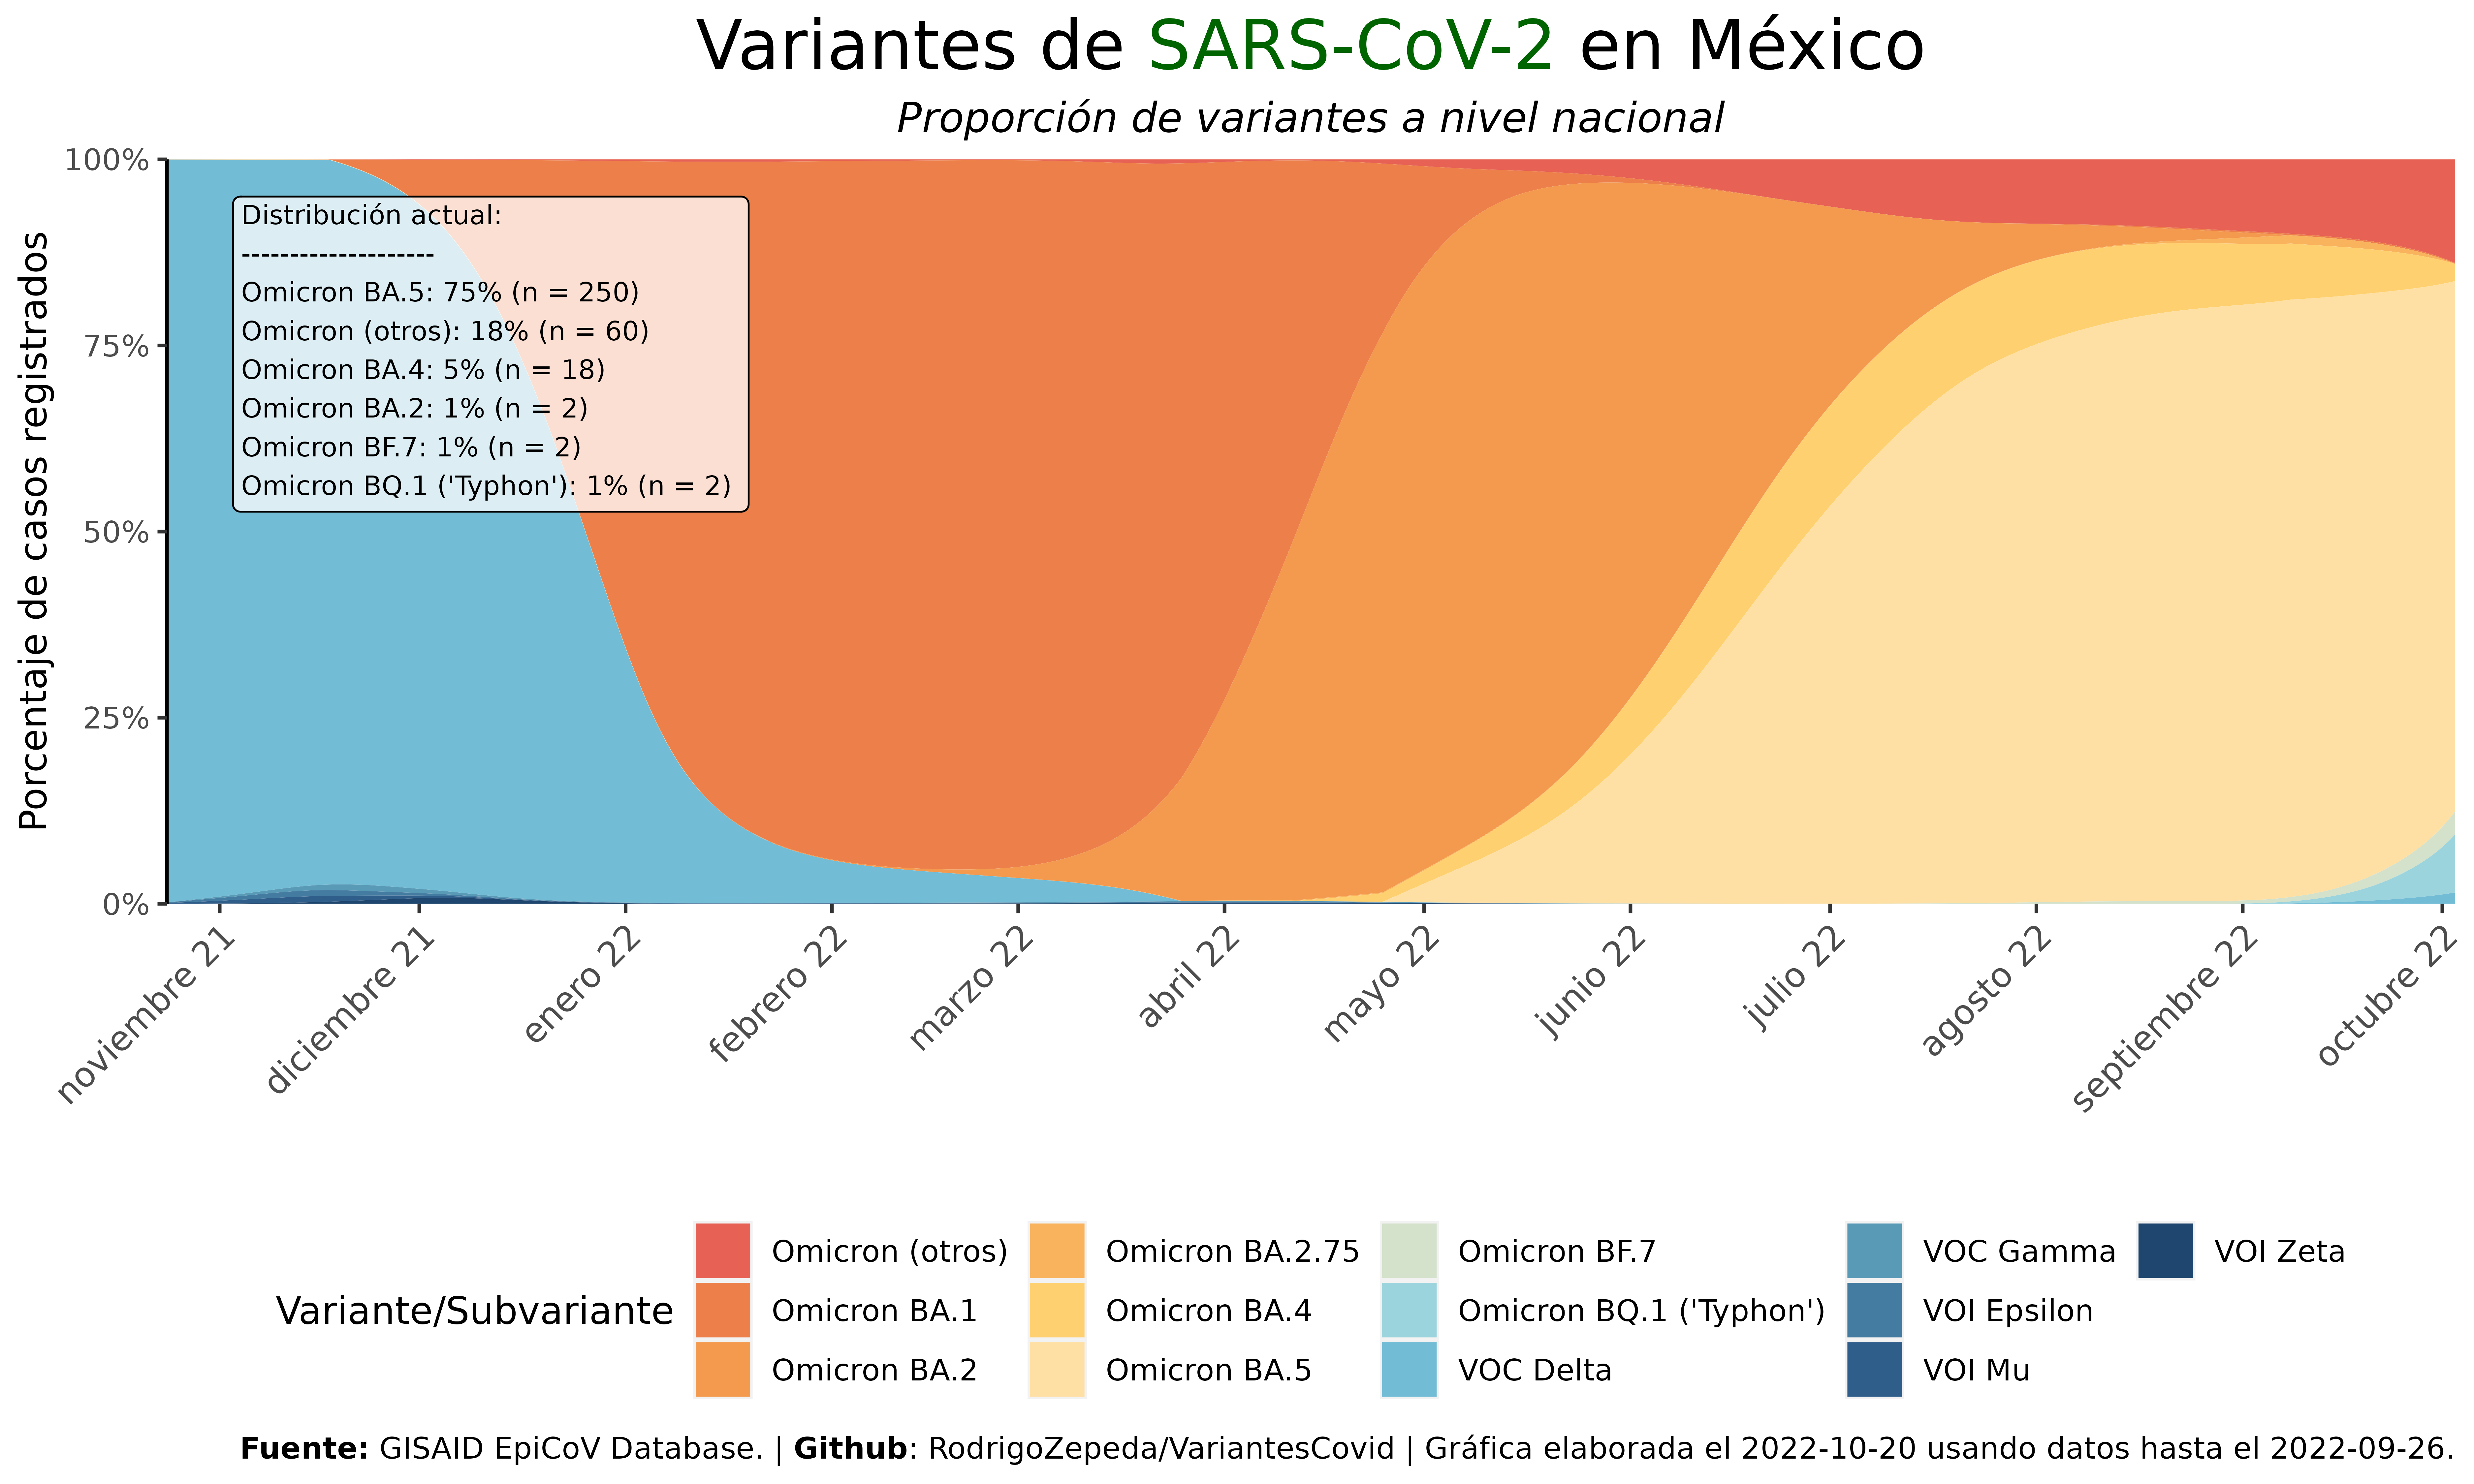 Variantes de SARS-CoV-2 en México
Proporción de variantes a nivel nacional
Porcentaje de casos registrados
100%
75%
50%
25%
0%
Distribución actual:
--------------------
Omicron BA.5: 75% (n = 250)
Omicron (otros): 18% (n = 60)
Omicron BA.4: 5% (n = 18)
Omicron BA.2: 1% (n = 2)
Omicron BF.7: 1% (n = 2)
Omicron BQ.1 ('Typhon'): 1% (n = 2)
noviembre 21
diciembre 21
enero 22
febrero 22
marzo 22
abril 22
mayo 22
junio 22
julio 22
agosto 22
septiembre 22
octubre 22
Variante/Subvariante
Omicron (otros)
Omicron BA.1
Omicron BA.2
Omicron BA.2.75
Omicron BA.4
Omicron BA.5
Omicron BF.7
Omicron BQ.1 ('Typhon')
VOC Delta
VOC Gamma
VOI Epsilon
VOI Mu
VOI Zeta
Fuente: GISAID EpiCoV Database. | Github: RodrigoZepeda/VariantesCovid | Gráfica elaborada el 2022-10-20 usando datos hasta el 2022-09-26.